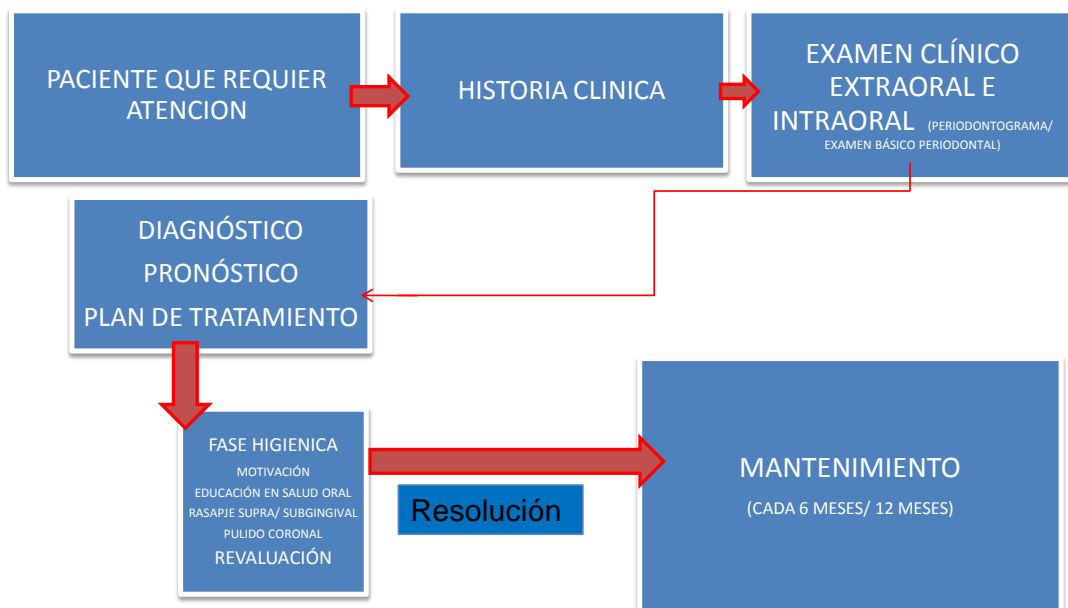 PACIENTE QUE REQUIER
ATENCION
HISTORIA CLINICA
EXAMEN CLÍNICO
EXTRAORAL E
INTRAORAL (PERIODONTOGRAMA/
EXAMEN BÁSICO PERIODONTAL)
DIAGNÓSTICO
PRONÓSTICO
PLAN DE TRATAMIENTO
FASE HIGIENICA
MOTIVACIÓN
EDUCACIÓN EN SALUD ORAL
RASAPJE SUPRA/ SUBGINGIVAL
PULIDO CORONAL
REVALUACIÓN
Resolución
MANTENIMIENTO
(CADA 6 MESES/ 12 MESES)